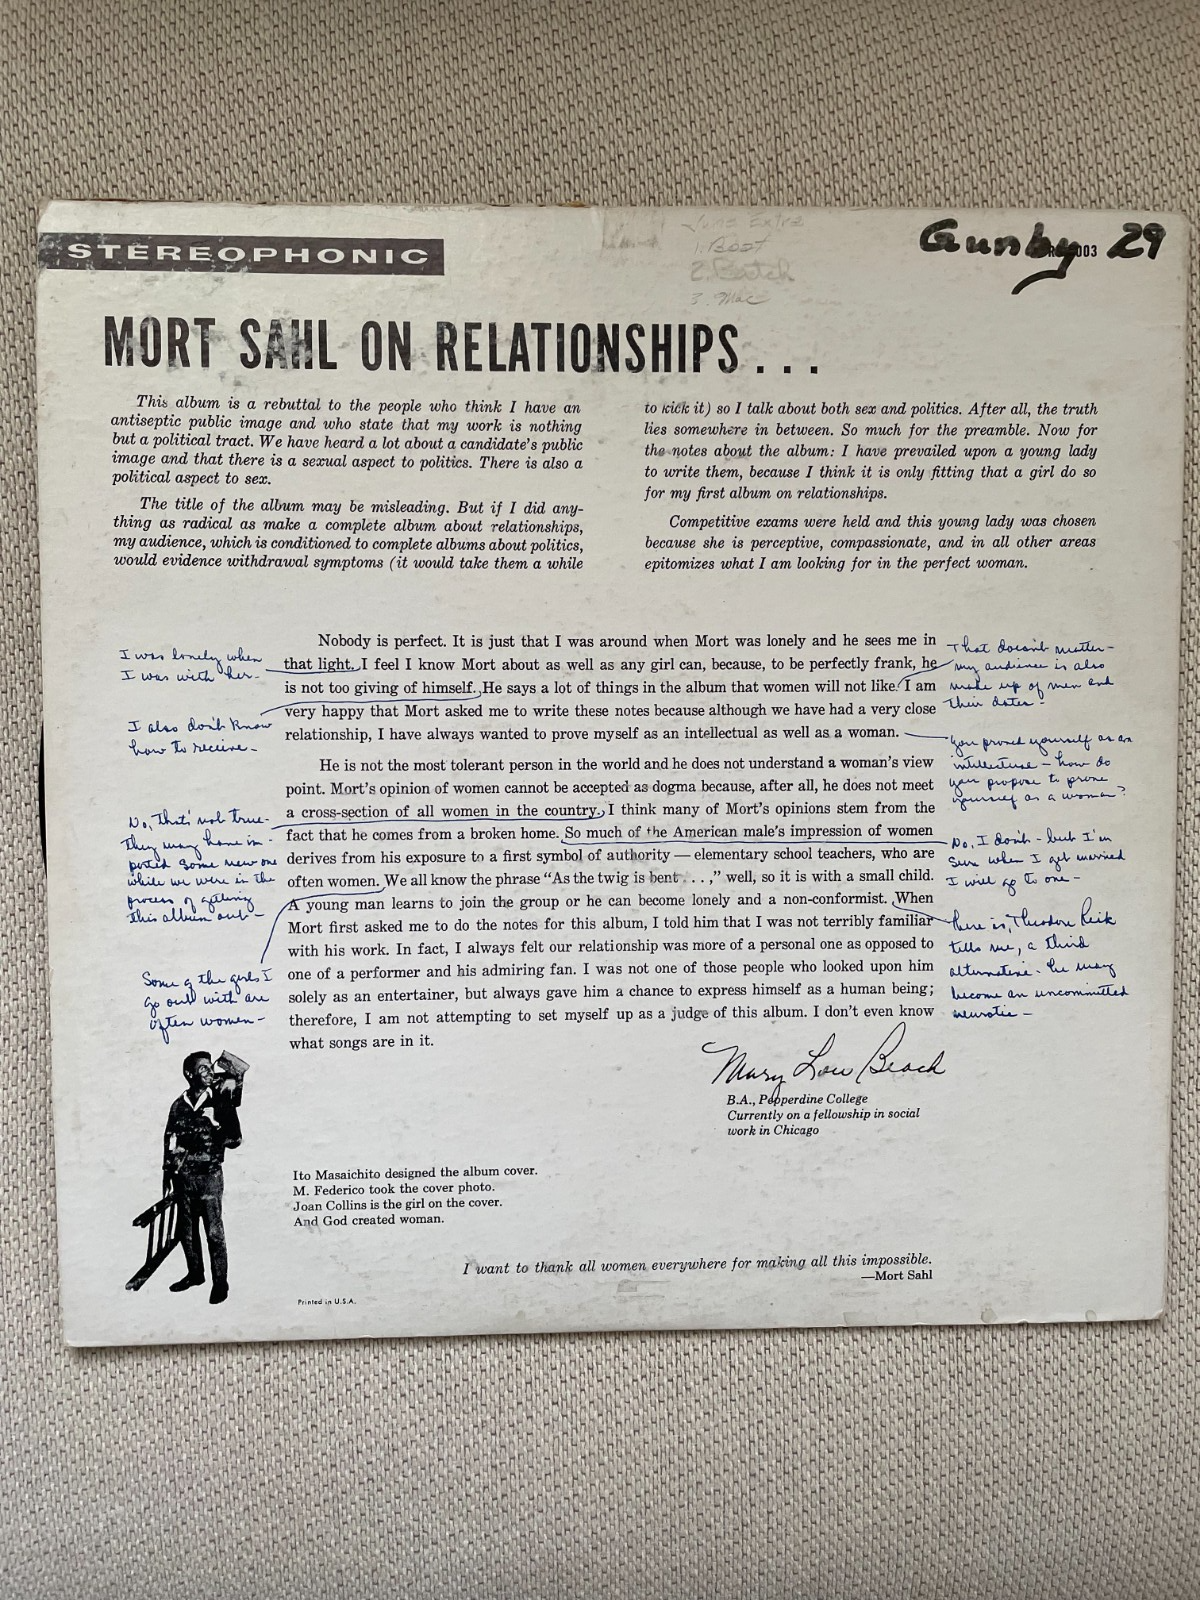 STEREOPHONIC
June Extra
1. Best
2. Batch
3. Mac
Gunby 29
003
MORT SAHL ON RELATIONSHIPS . . .
This album is a rebuttal to the people who think I have an
antiseptic public image and who state that my work is nothing
but a political tract. We have heard a lot about a candidate's public
image and that there is a sexual aspect to politics. There is also a
political aspect to sex.
The title of the album may be misleading. But if I did any-
thing as radical as make a complete album about relationships,
my audience, which is conditioned to complete albums about politics,
would evidence withdrawal symptoms (it would take them a while
to kick it) so I talk about both sex and politics. After all, the truth
lies somewhere in between. So much for the preamble. Now for
the notes about the album: I have prevailed upon a young lady
to write them, because I think it is only fitting that a girl do so
for my first album on relationships.
Competitive exams were held and this young lady was chosen
because she is perceptive, compassionate, and in all other areas
epitomizes what I am looking for in the perfect woman.
Nobody is perfect. It is just that I was around when Mort was lonely and he sees me in
that light. I feel I know Mort about as well as any girl can, because, to be perfectly frank, he
is not too giving of himself. He says a lot of things in the album that women will not like. I am
very happy that Mort asked me to write these notes because although we have had a very close
relationship, I have always wanted to prove myself as an intellectual as well as a woman.
He is not the most tolerant person in the world and he does not understand a woman's view
point. Mort's opinion of women cannot be accepted as dogma because, after all, he does not meet
a cross-section of all women in the country. I think many of Mort's opinions stem from the
fact that he comes from a broken home. So much of the American male's impression of women
derives from his exposure to a first symbol of authority — elementary school teachers, who are
often women. We all know the phrase “As the twig is bent . . . ,” well, so it is with a small child.
A young man learns to join the group or he can become lonely and a non-conformist. When
Mort first asked me to do the notes for this album, I told him that I was not terribly familiar
with his work. In fact, I always felt our relationship was more of a personal one as opposed to
one of a performer and his admiring fan. I was not one of those people who looked upon him
solely as an entertainer, but always gave him a chance to express himself as a human being;
therefore, I am not attempting to set myself up as a judge of this album. I don't even know
what songs are in it.
I was lonely when
I was with her-
I also don't know
how to receive-
No, that's not true-
they may have im-
ported some new one
while we were in the
process of getting
this album out-
Some of the girls I
go out with are
often women-
That doesn't matter-
my audience is also
made up of men and
their dates-
You proved yourself as an
intellectual - how do
you propose to prove
yourself as a woman?
No, I don't - but I'm
sure when I get married
I will go to one-
here is, Theodore Reik
tells me, a third
alternative- he may
become an uncommitted
neurotic-
Mary Lou Beach
B.A., Pepperdine College
Currently on a fellowship in social
work in Chicago
Ito Masaichito designed the album cover.
M. Federico took the cover photo.
Joan Collins is the girl on the cover.
And God created woman.
I want to thank all women everywhere for making all this impossible.
—Mort Sahl
Printed in U.S.A.